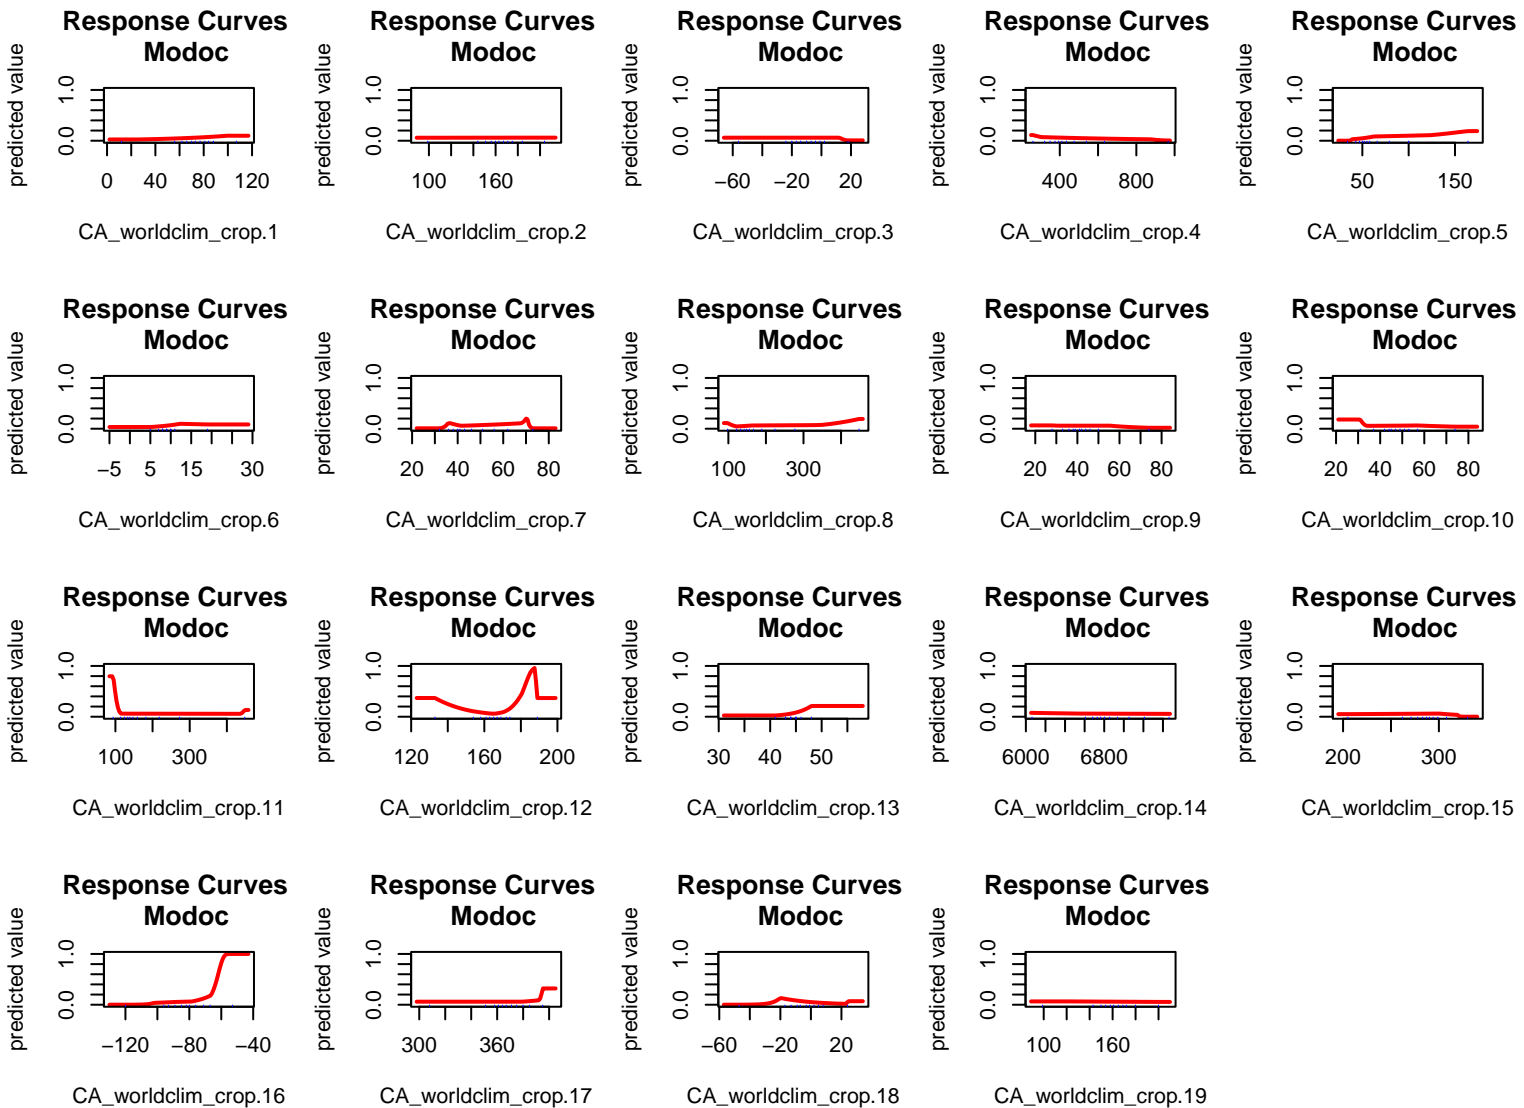 Response Curves
Modoc
predicted value
0.0 1.0
0 40 80 120
CA_worldclim_crop.1
Response Curves
Modoc
predicted value
0.0 1.0
100 160
CA_worldclim_crop.2
Response Curves
Modoc
predicted value
0.0 1.0
−60 −20 20
CA_worldclim_crop.3
Response Curves
Modoc
predicted value
0.0 1.0
400 800
CA_worldclim_crop.4
Response Curves
Modoc
predicted value
0.0 1.0
50 150
CA_worldclim_crop.5
Response Curves
Modoc
predicted value
0.0 1.0
−5 5 15 30
CA_worldclim_crop.6
Response Curves
Modoc
predicted value
0.0 1.0
20 40 60 80
CA_worldclim_crop.7
Response Curves
Modoc
predicted value
0.0 1.0
100 300
CA_worldclim_crop.8
Response Curves
Modoc
predicted value
0.0 1.0
20 40 60 80
CA_worldclim_crop.9
Response Curves
Modoc
predicted value
0.0 1.0
20 40 60 80
CA_worldclim_crop.10
Response Curves
Modoc
predicted value
0.0 1.0
100 300
CA_worldclim_crop.11
Response Curves
Modoc
predicted value
0.0 1.0
120 160 200
CA_worldclim_crop.12
Response Curves
Modoc
predicted value
0.0 1.0
30 40 50
CA_worldclim_crop.13
Response Curves
Modoc
predicted value
0.0 1.0
6000 6800
CA_worldclim_crop.14
Response Curves
Modoc
predicted value
0.0 1.0
200 300
CA_worldclim_crop.15
Response Curves
Modoc
predicted value
0.0 1.0
−120 −80 −40
CA_worldclim_crop.16
Response Curves
Modoc
predicted value
0.0 1.0
300 360
CA_worldclim_crop.17
Response Curves
Modoc
predicted value
0.0 1.0
−60 −20 20
CA_worldclim_crop.18
Response Curves
Modoc
predicted value
0.0 1.0
100 160
CA_worldclim_crop.19